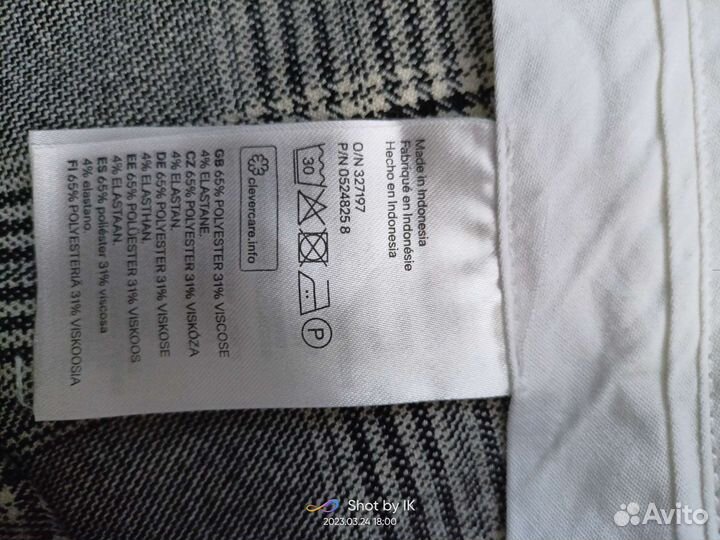 Made in Indonesia
Fabriqué en Indonésie
Hecho en Indonesia
O/N 327197
P/N 0524825 8
30
P
clevercare.info
GB 65% POLYESTER 31% VISCOSE
4% ELASTANE.
CZ 65% POLYESTER 31% VISKÓZA
4% ELASTAN.
DE 65% POLYESTER 31% VISKOSE
4% ELASTHAN.
EE 65% POLÜESTER 31% VISKOOS
4% ELASTAAN.
ES 65% poliéster 31% viscosa
4% elastano.
FI 65% POLYESTERIÄ 31% VISKOOSIA
Shot by IK
2023.03.24 18:00
Avito